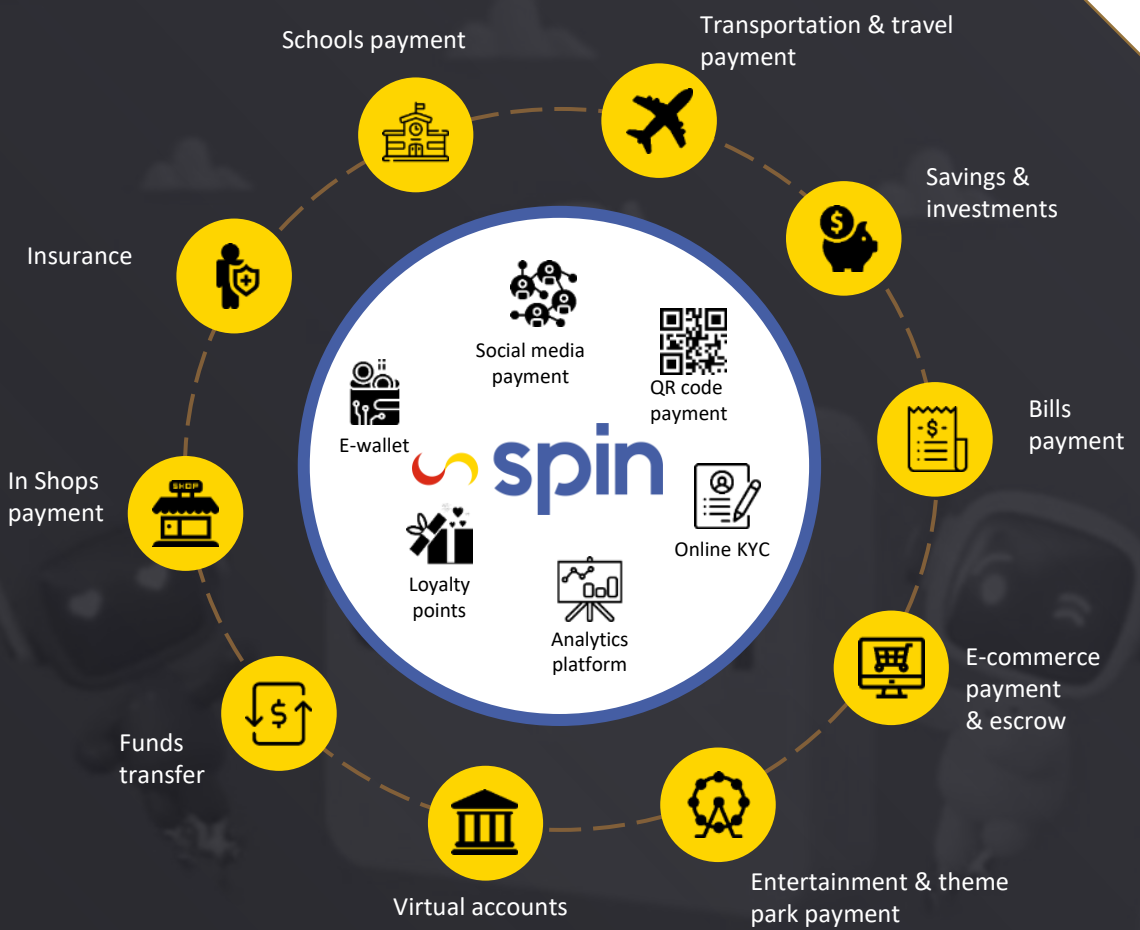 Schools payment
Transportation & travel
payment
Savings &
investments
Insurance
Social media
payment
QR code
payment
E-wallet
Bills
payment
spin
In Shops
payment
SHOP
Online KYC
Loyalty
points
Analytics
platform
E-commerce
payment
& escrow
Funds
transfer
Entertainment & theme
park payment
Virtual accounts